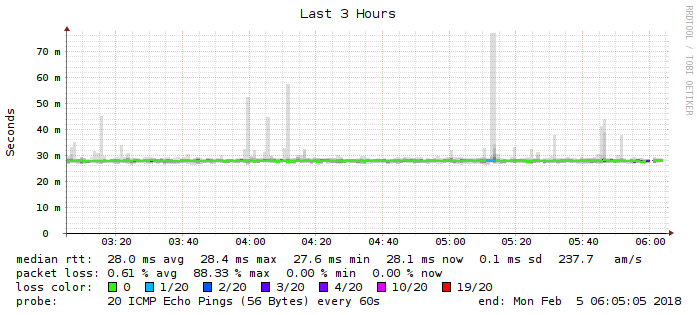 Last 3 Hours
RRDTOOL / TOBI OETIKER
Seconds
70 m
60 m
50 m
40 m
30 m
20 m
10 m
0
03:20 03:40 04:00 04:20 04:40 05:00 05:20 05:40 06:00
median rtt: 28.0 ms avg 28.4 ms max 27.6 ms min 28.1 ms now 0.1 ms sd 237.7 am/s
packet loss: 0.61 % avg 88.33 % max 0.00 % min 0.00 % now
loss color: 0 1/20 2/20 3/20 4/20 10/20 19/20
probe: 20 ICMP Echo Pings (56 Bytes) every 60s end: Mon Feb 5 06:05:05 2018